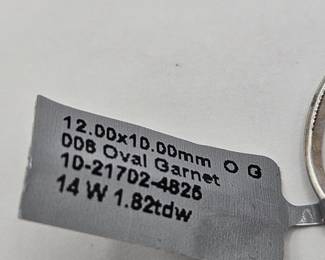 12.00x10.00mm O G
008 Oval Garnet
10-21702-4825
14 W 1.82tdw